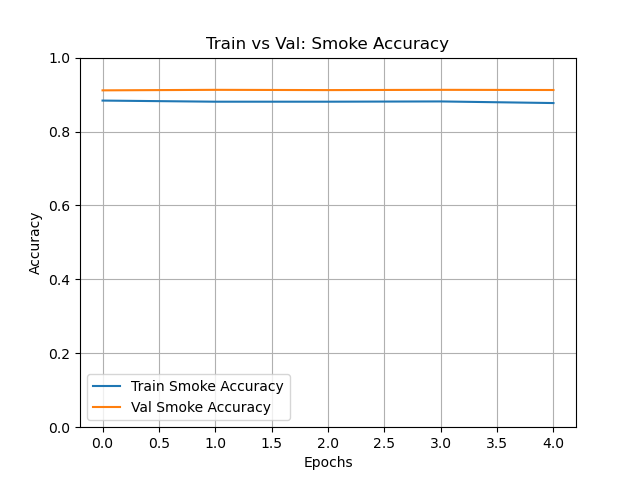 Train vs Val: Smoke Accuracy
1.0
0.8
0.6
0.4
0.2
0.0
Accuracy
Train Smoke Accuracy
Val Smoke Accuracy
0.0 0.5 1.0 1.5 2.0 2.5 3.0 3.5 4.0
Epochs